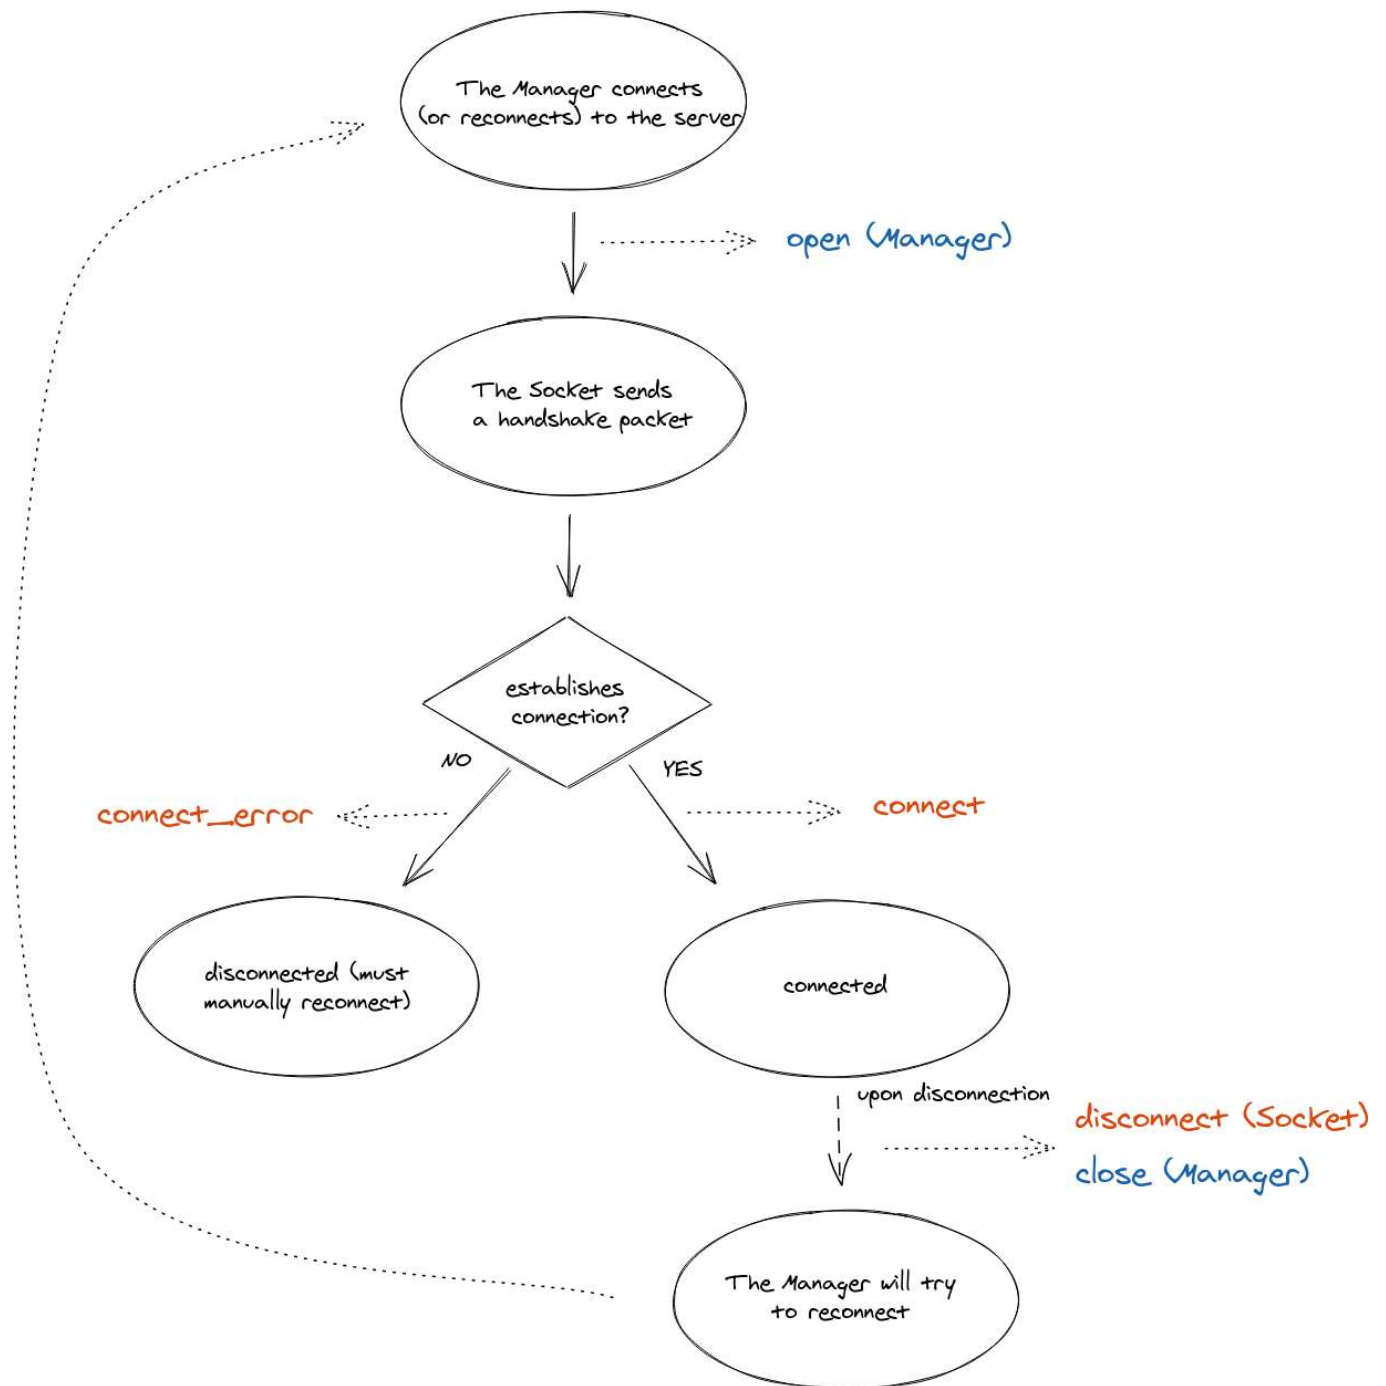 The Manager connects
(or reconnects) to the server
open (Manager)
The Socket sends
a handshake packet
establishes
connection?
NO
YES
connect_error
connect
disconnected (must
manually reconnect)
connected
upon disconnection
disconnect (Socket)
close (Manager)
The Manager will try
to reconnect